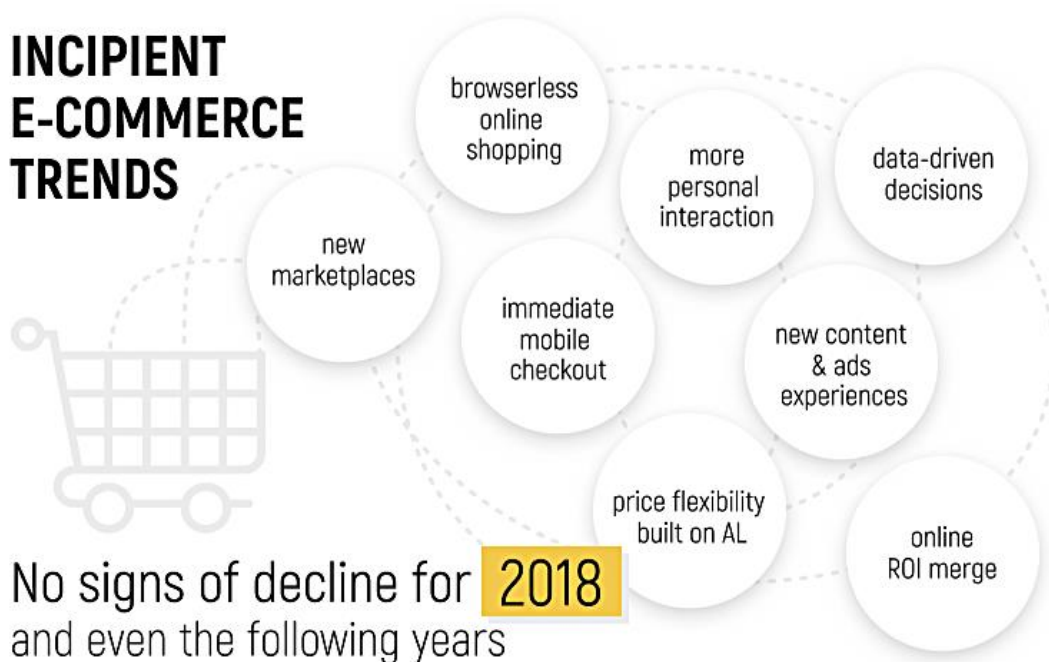 INCIPIENT
E-COMMERCE
TRENDS
browserless
online
shopping
more
personal
interaction
data-driven
decisions
new
marketplaces
immediate
mobile
checkout
new content
& ads
experiences
price flexibility
built on AL
online
ROI merge
No signs of decline for 2018
and even the following years